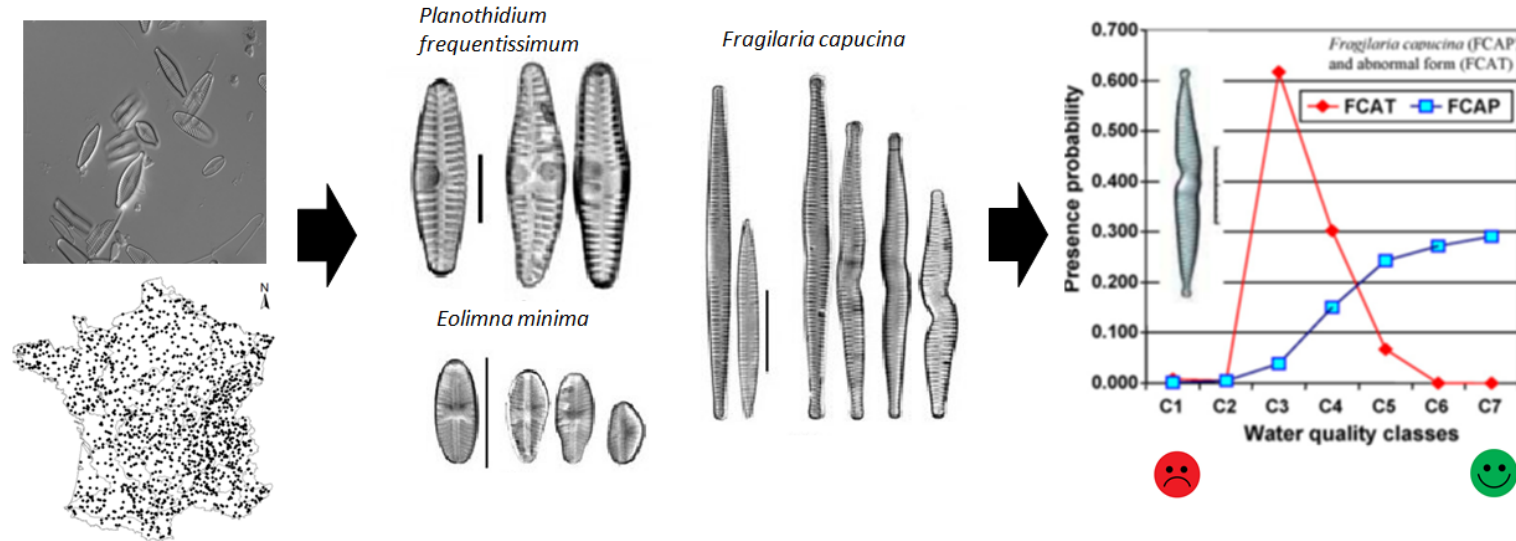 N
Planothidium
frequentissimum
Eolimna minima
Fragilaria capucina
Fragilaria capucina (FCAP)
and abnormal form (FCAT)
FCAT FCAP
Presence probability
0.700
0.600
0.500
0.400
0.300
0.200
0.100
0.000
C1 C2 C3 C4 C5 C6 C7
Water quality classes